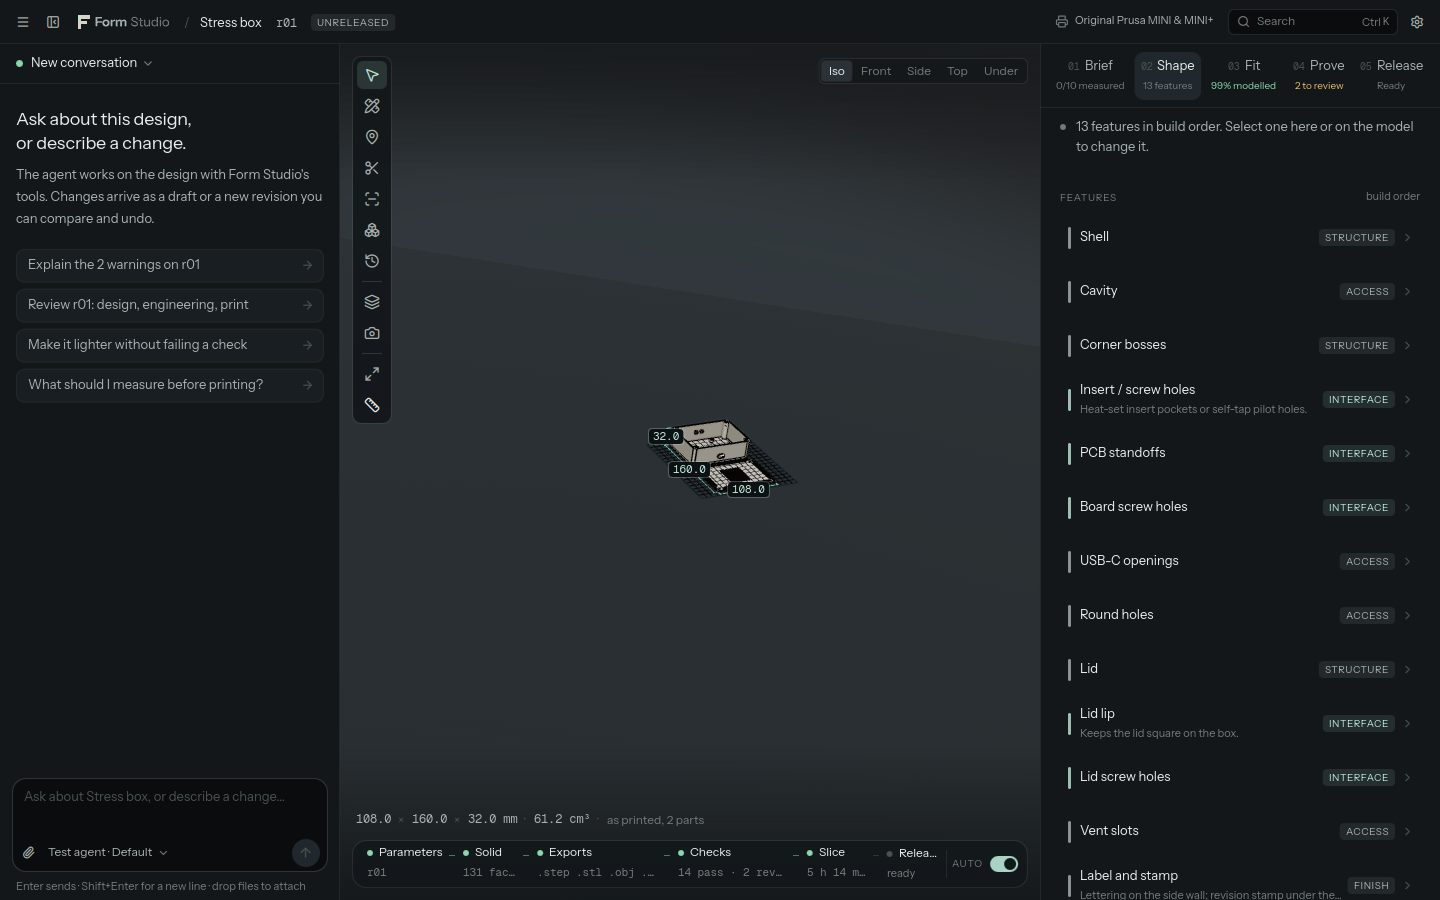 Form Studio / Stress box r01 UNRELEASED
Original Prusa MINI & MINI+
Search Ctrl K
New conversation
Ask about this design,
or describe a change.
The agent works on the design with Form Studio's
tools. Changes arrive as a draft or a new revision you
can compare and undo.
Explain the 2 warnings on r01
Review r01: design, engineering, print
Make it lighter without failing a check
What should I measure before printing?
Ask about Stress box, or describe a change...
Test agent · Default
Enter sends · Shift+Enter for a new line · drop files to attach
Iso Front Side Top Under
32.0
160.0
108.0
108.0 × 160.0 × 32.0 mm · 61.2 cm³ · as printed, 2 parts
Parameters
r01
Solid
131 fac…
Exports
.step .stl .obj ..…
Checks
14 pass · 2 rev…
Slice
5 h 14 m…
Relea…
ready
AUTO
01 Brief
0/10 measured
02 Shape
13 features
03 Fit
99% modelled
04 Prove
2 to review
05 Release
Ready
13 features in build order. Select one here or on the model
to change it.
FEATURES build order
Shell STRUCTURE
Cavity ACCESS
Corner bosses STRUCTURE
Insert / screw holes INTERFACE
Heat-set insert pockets or self-tap pilot holes.
PCB standoffs INTERFACE
Board screw holes INTERFACE
USB-C openings ACCESS
Round holes ACCESS
Lid STRUCTURE
Lid lip INTERFACE
Keeps the lid square on the box.
Lid screw holes INTERFACE
Vent slots ACCESS
Label and stamp FINISH
Lettering on the side wall; revision stamp under the…